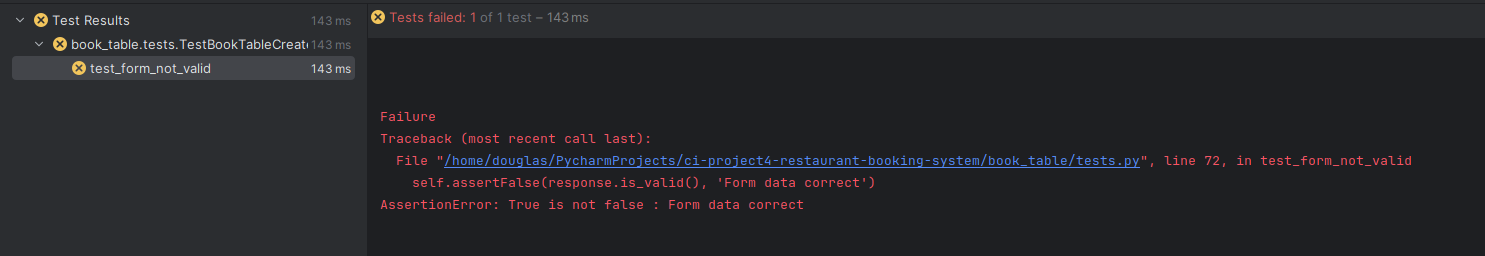 Test Results 143 ms
book_table.tests.TestBookTableCreate 143 ms
test_form_not_valid 143 ms
Tests failed: 1 of 1 test – 143 ms
Failure
Traceback (most recent call last):
File "/home/douglas/PycharmProjects/ci-project4-restaurant-booking-system/book_table/tests.py", line 72, in test_form_not_valid
self.assertFalse(response.is_valid(), 'Form data correct')
AssertionError: True is not false : Form data correct